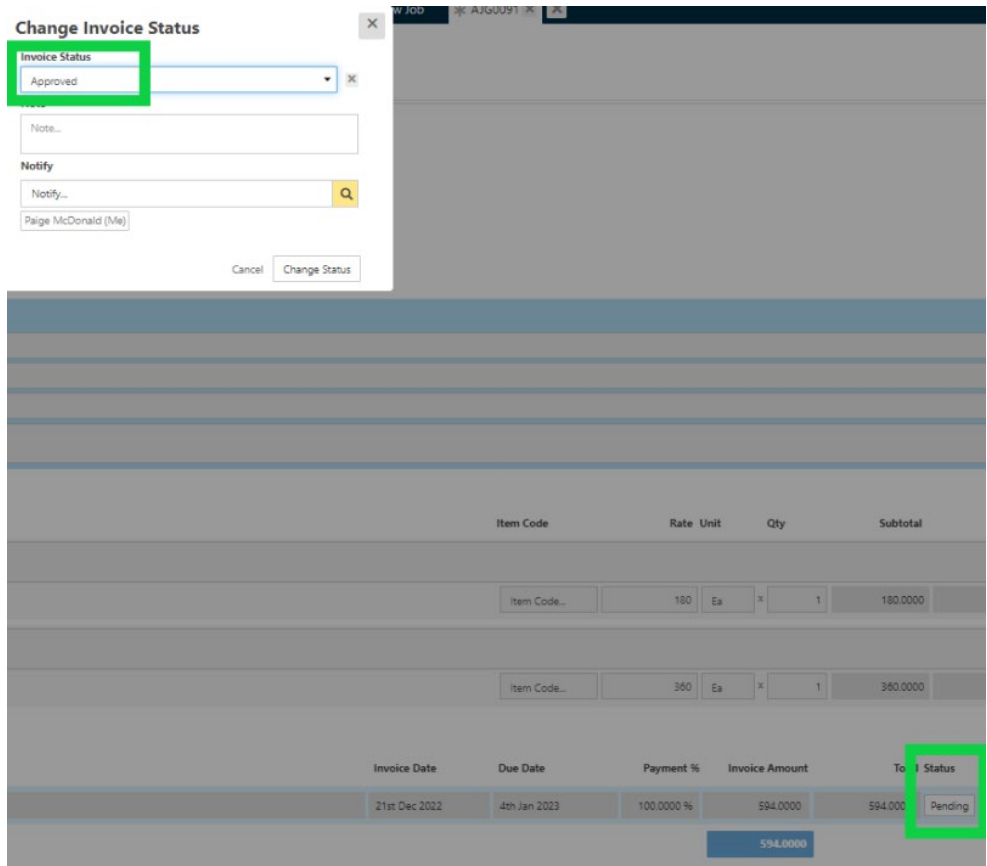 w Job AJG0091
Change Invoice Status
Invoice Status
Approved
Note...
Notify
Notify...
Paige McDonald (Me)
Cancel Change Status
Item Code Rate Unit Qty Subtotal
Item Code... 180 Ea x 1 180.0000
Item Code... 360 Ea x 1 360.0000
Invoice Date Due Date Payment % Invoice Amount Status
21st Dec 2022 4th Jan 2023 100.0000 % 594.0000 594.000 Pending
594.0000